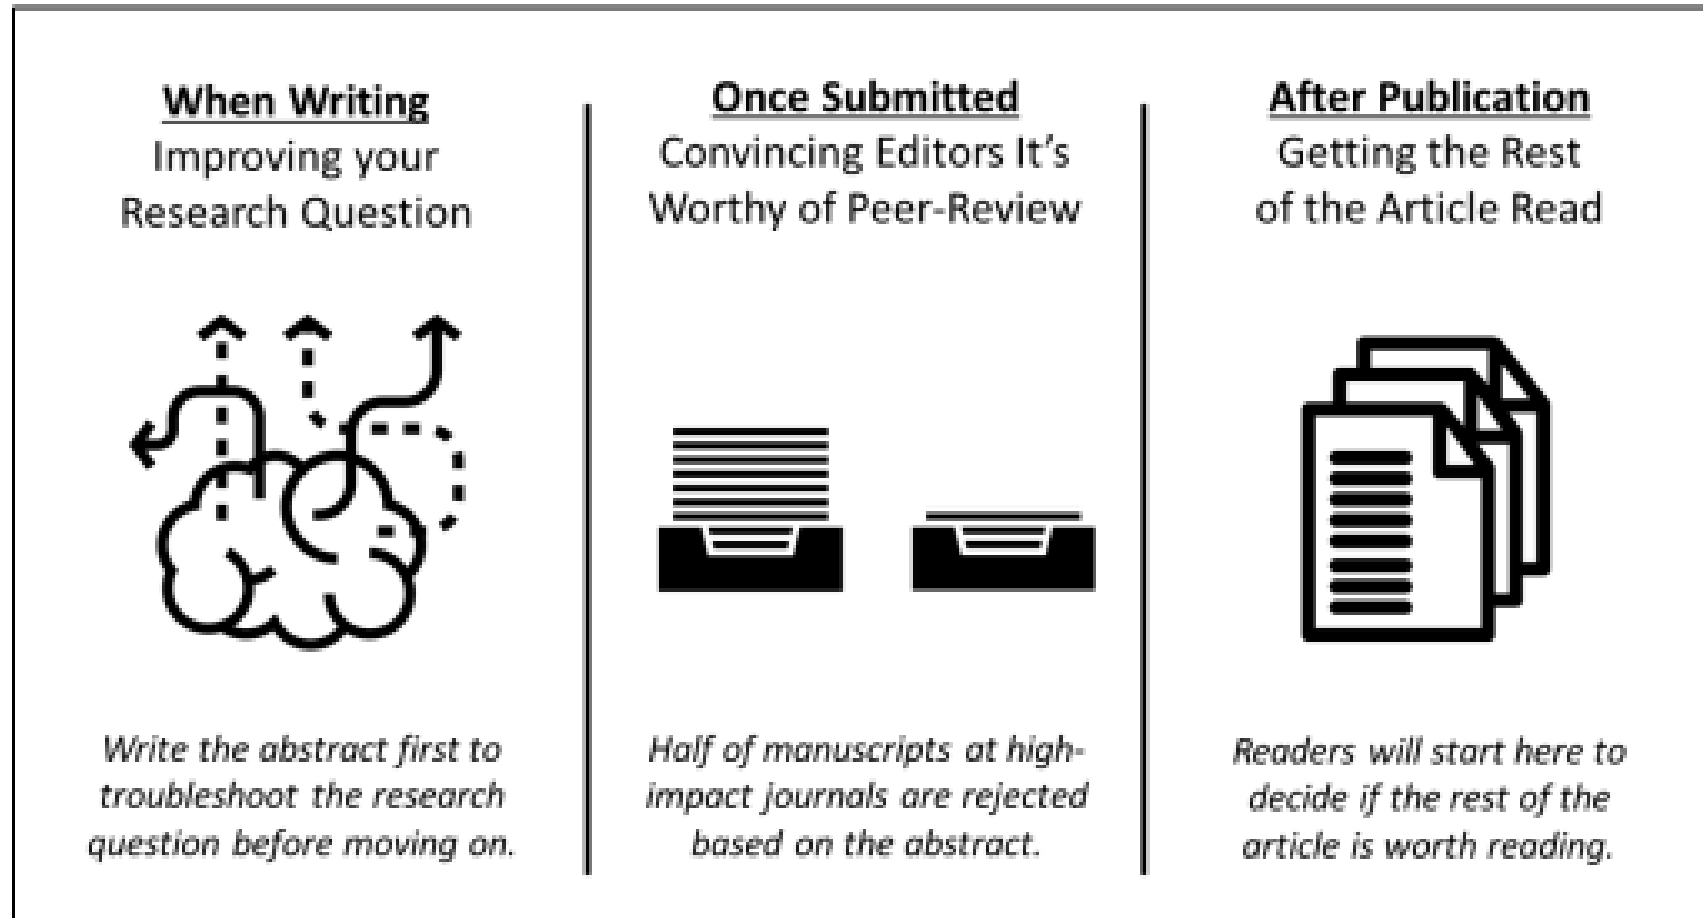 When Writing
Improving your
Research Question
Write the abstract first to
troubleshoot the research
question before moving on.
Once Submitted
Convincing Editors It's
Worthy of Peer-Review
Half of manuscripts at high-
impact journals are rejected
based on the abstract.
After Publication
Getting the Rest
of the Article Read
Readers will start here to
decide if the rest of the
article is worth reading.